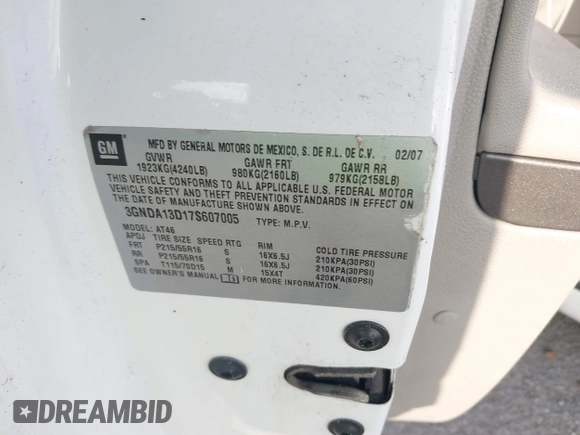 GM
MFD BY GENERAL MOTORS DE MEXICO, S. DE R.L. DE C.V. 02/07
GVWR GAWR FRT GAWR RR
1923KG(4240LB) 980KG(2160LB) 979KG(2158LB)
THIS VEHICLE CONFORMS TO ALL APPLICABLE U.S. FEDERAL MOTOR
VEHICLE SAFETY AND THEFT PREVENTION STANDARDS IN EFFECT ON
THE DATE OF MANUFACTURE SHOWN ABOVE.
3GNDA13D17S607005 TYPE: M.P.V.
MODEL: AT46
APDJ TIRE SIZE SPEED RTG RIM COLD TIRE PRESSURE
FRT P215/55R16 S 16X6.5J 210KPA(30PSI)
RR P215/55R16 S 16X6.5J 210KPA(30PSI)
SPA T115/70D15 M 15X4T 420KPA(60PSI)
SEE OWNER'S MANUAL FOR MORE INFORMATION.
DREAMBID